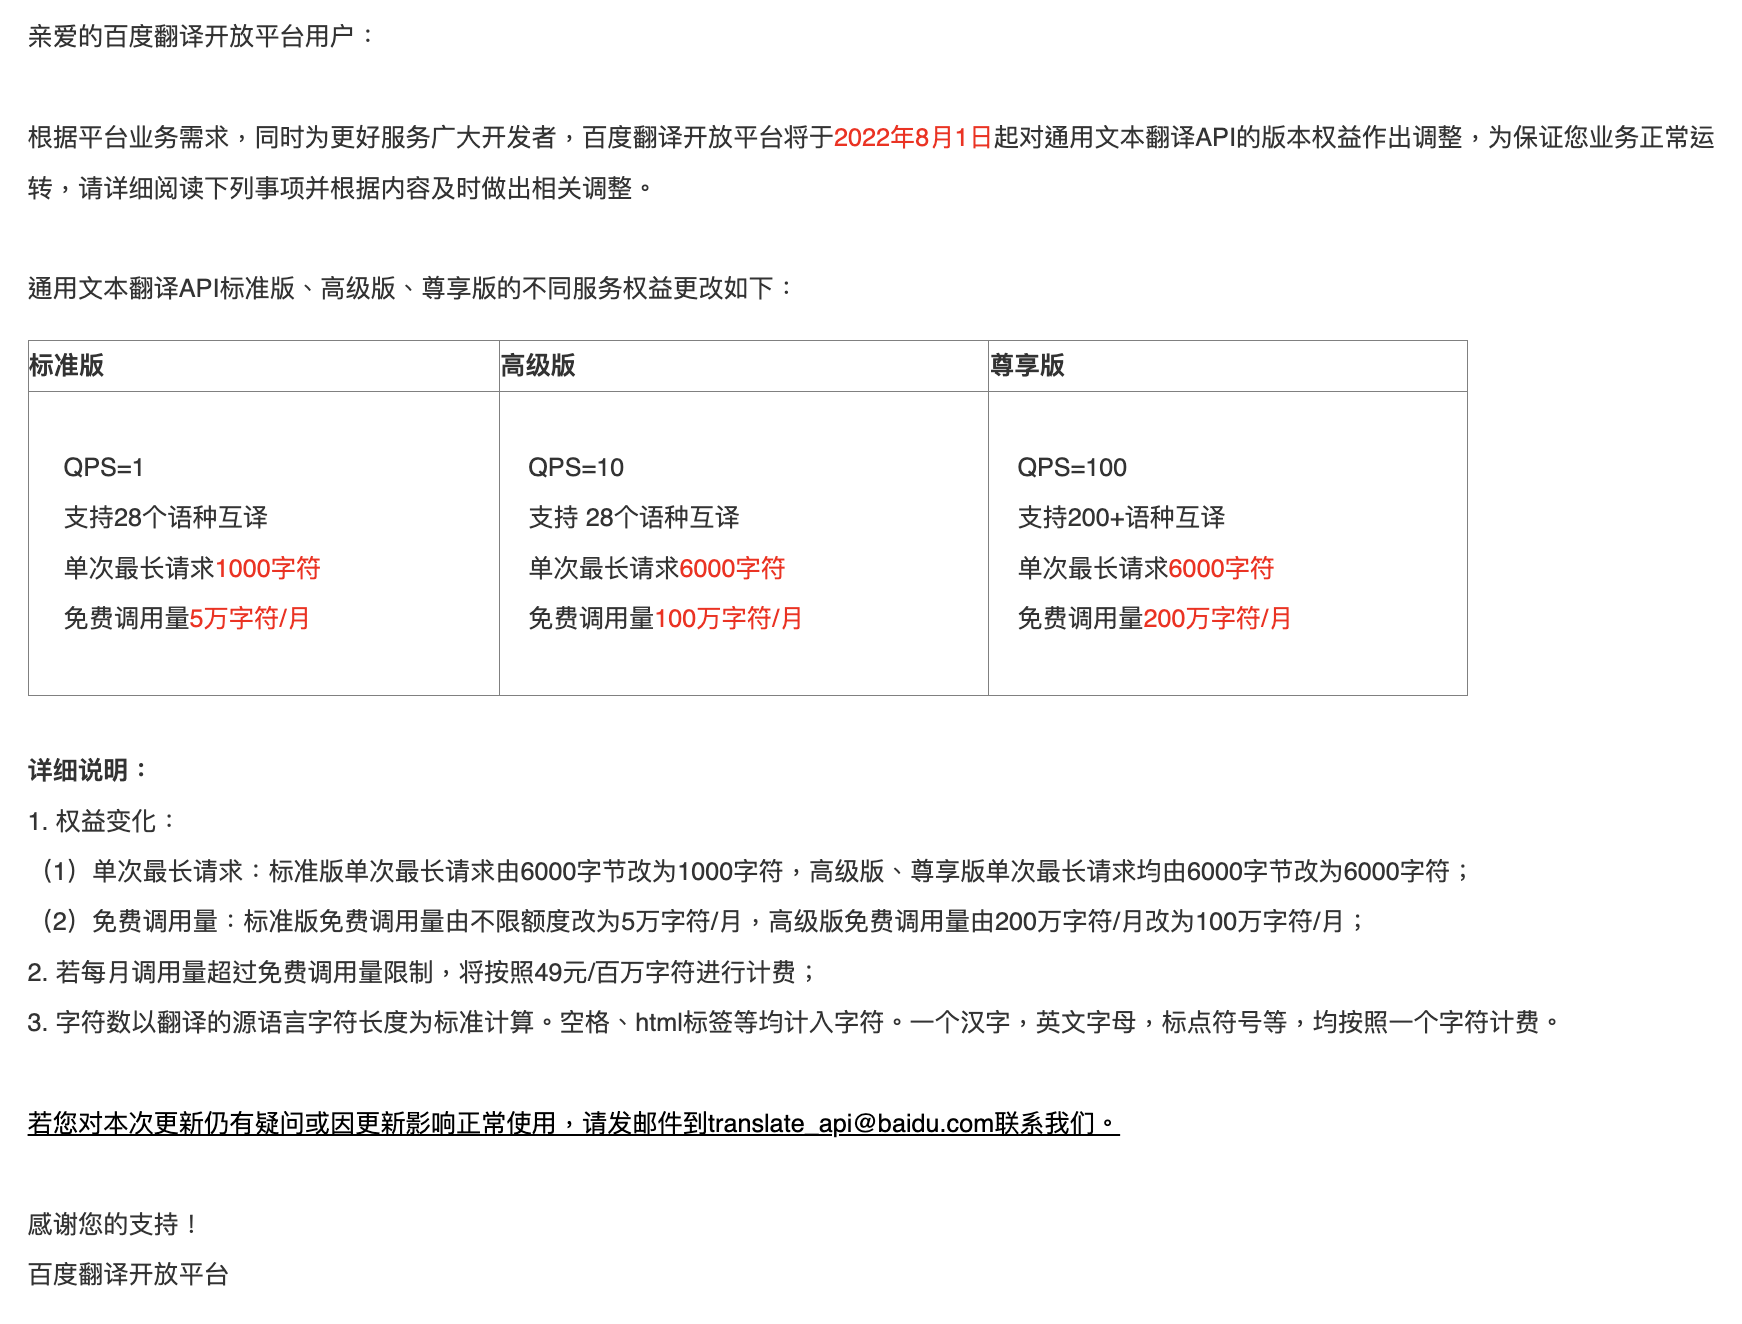 亲爱的百度翻译开放平台用户：
根据平台业务需求，同时为更好服务广大开发者，百度翻译开放平台将于2022年8月1日起对通用文本翻译API的版本权益作出调整，为保证您业务正常运
转，请详细阅读下列事项并根据内容及时做出相关调整。
通用文本翻译API标准版、高级版、尊享版的不同服务权益更改如下：
标准版
高级版
尊享版
QPS=1
支持28个语种互译
单次最长请求1000字符
免费调用量5万字符/月
QPS=10
支持 28个语种互译
单次最长请求6000字符
免费调用量100万字符/月
QPS=100
支持200+语种互译
单次最长请求6000字符
免费调用量200万字符/月
详细说明：
1. 权益变化：
（1）单次最长请求：标准版单次最长请求由6000字节改为1000字符，高级版、尊享版单次最长请求均由6000字节改为6000字符；
（2）免费调用量：标准版免费调用量由不限额度改为5万字符/月，高级版免费调用量由200万字符/月改为100万字符/月；
2. 若每月调用量超过免费调用量限制，将按照49元/百万字符进行计费；
3. 字符数以翻译的源语言字符长度为标准计算。空格、html标签等均计入字符。一个汉字，英文字母，标点符号等，均按照一个字符计费。
若您对本次更新仍有疑问或因更新影响正常使用，请发邮件到translate_api@baidu.com联系我们。
感谢您的支持！
百度翻译开放平台